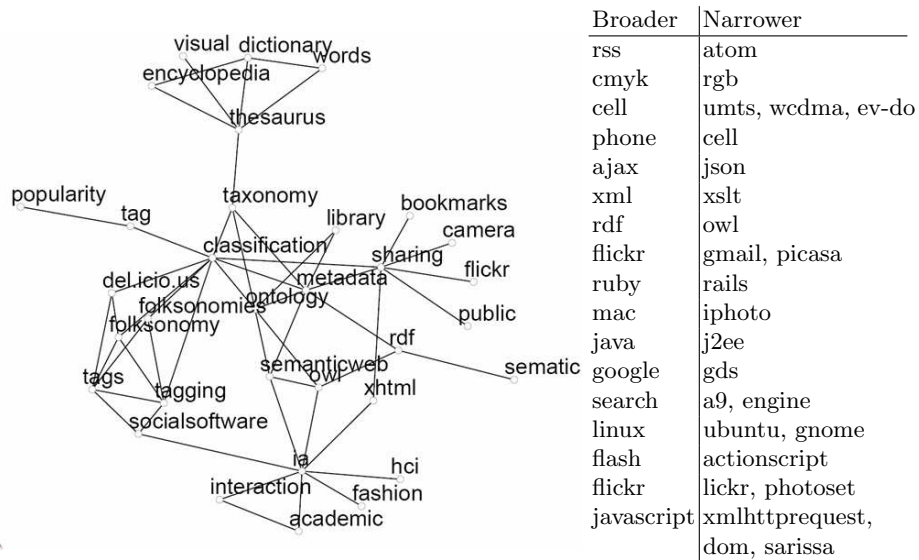 visual dictionary
words
encyclopedia
thesaurus
taxonomy
popularity
tag
library
bookmarks
camera
classification
sharing
flickr
metadata
del.icio.us
ontology
folksonomies
public
folksonomy
rdf
semanticweb
sematic
owl
xhtml
tags
tagging
socialsoftware
ia
hci
interaction
fashion
academic
Broader Narrower
rss atom
cmyk rgb
cell umts, wcdma, ev-do
phone cell
ajax json
xml xslt
rdf owl
flickr gmail, picasa
ruby rails
mac iphoto
java j2ee
google gds
search a9, engine
linux ubuntu, gnome
flash actionscript
flickr lickr, photoset
javascript xmlhttprequest,
dom, sarissa